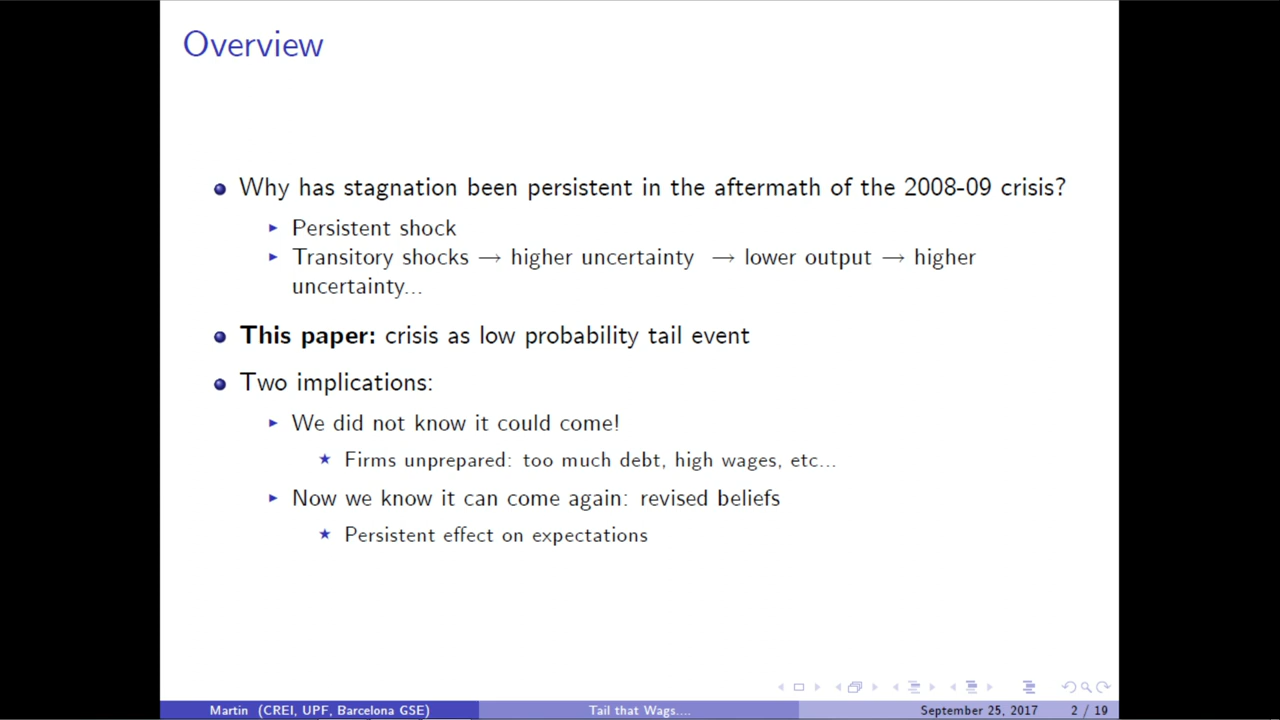 Overview
Why has stagnation been persistent in the aftermath of the 2008-09 crisis?
Persistent shock
Transitory shocks → higher uncertainty → lower output → higher
uncertainty...
This paper: crisis as low probability tail event
Two implications:
We did not know it could come!
Firms unprepared: too much debt, high wages, etc...
Now we know it can come again: revised beliefs
Persistent effect on expectations
Martin (CREI, UPF, Barcelona GSE)
Tail that Wags....
September 25, 2017
2 / 19